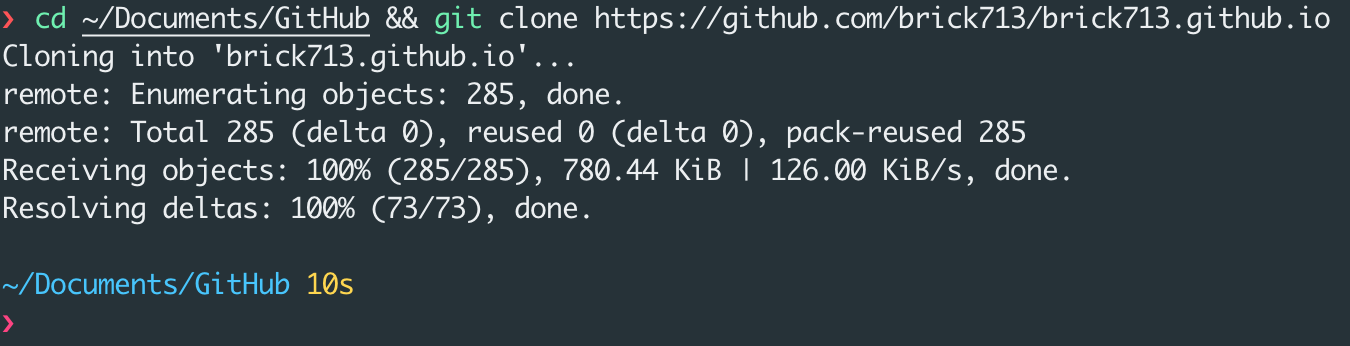 ❯ cd ~/Documents/GitHub && git clone https://github.com/brick713/brick713.github.io
Cloning into 'brick713.github.io'...
remote: Enumerating objects: 285, done.
remote: Total 285 (delta 0), reused 0 (delta 0), pack-reused 285
Receiving objects: 100% (285/285), 780.44 KiB | 126.00 KiB/s, done.
Resolving deltas: 100% (73/73), done.
~/Documents/GitHub 10s
❯